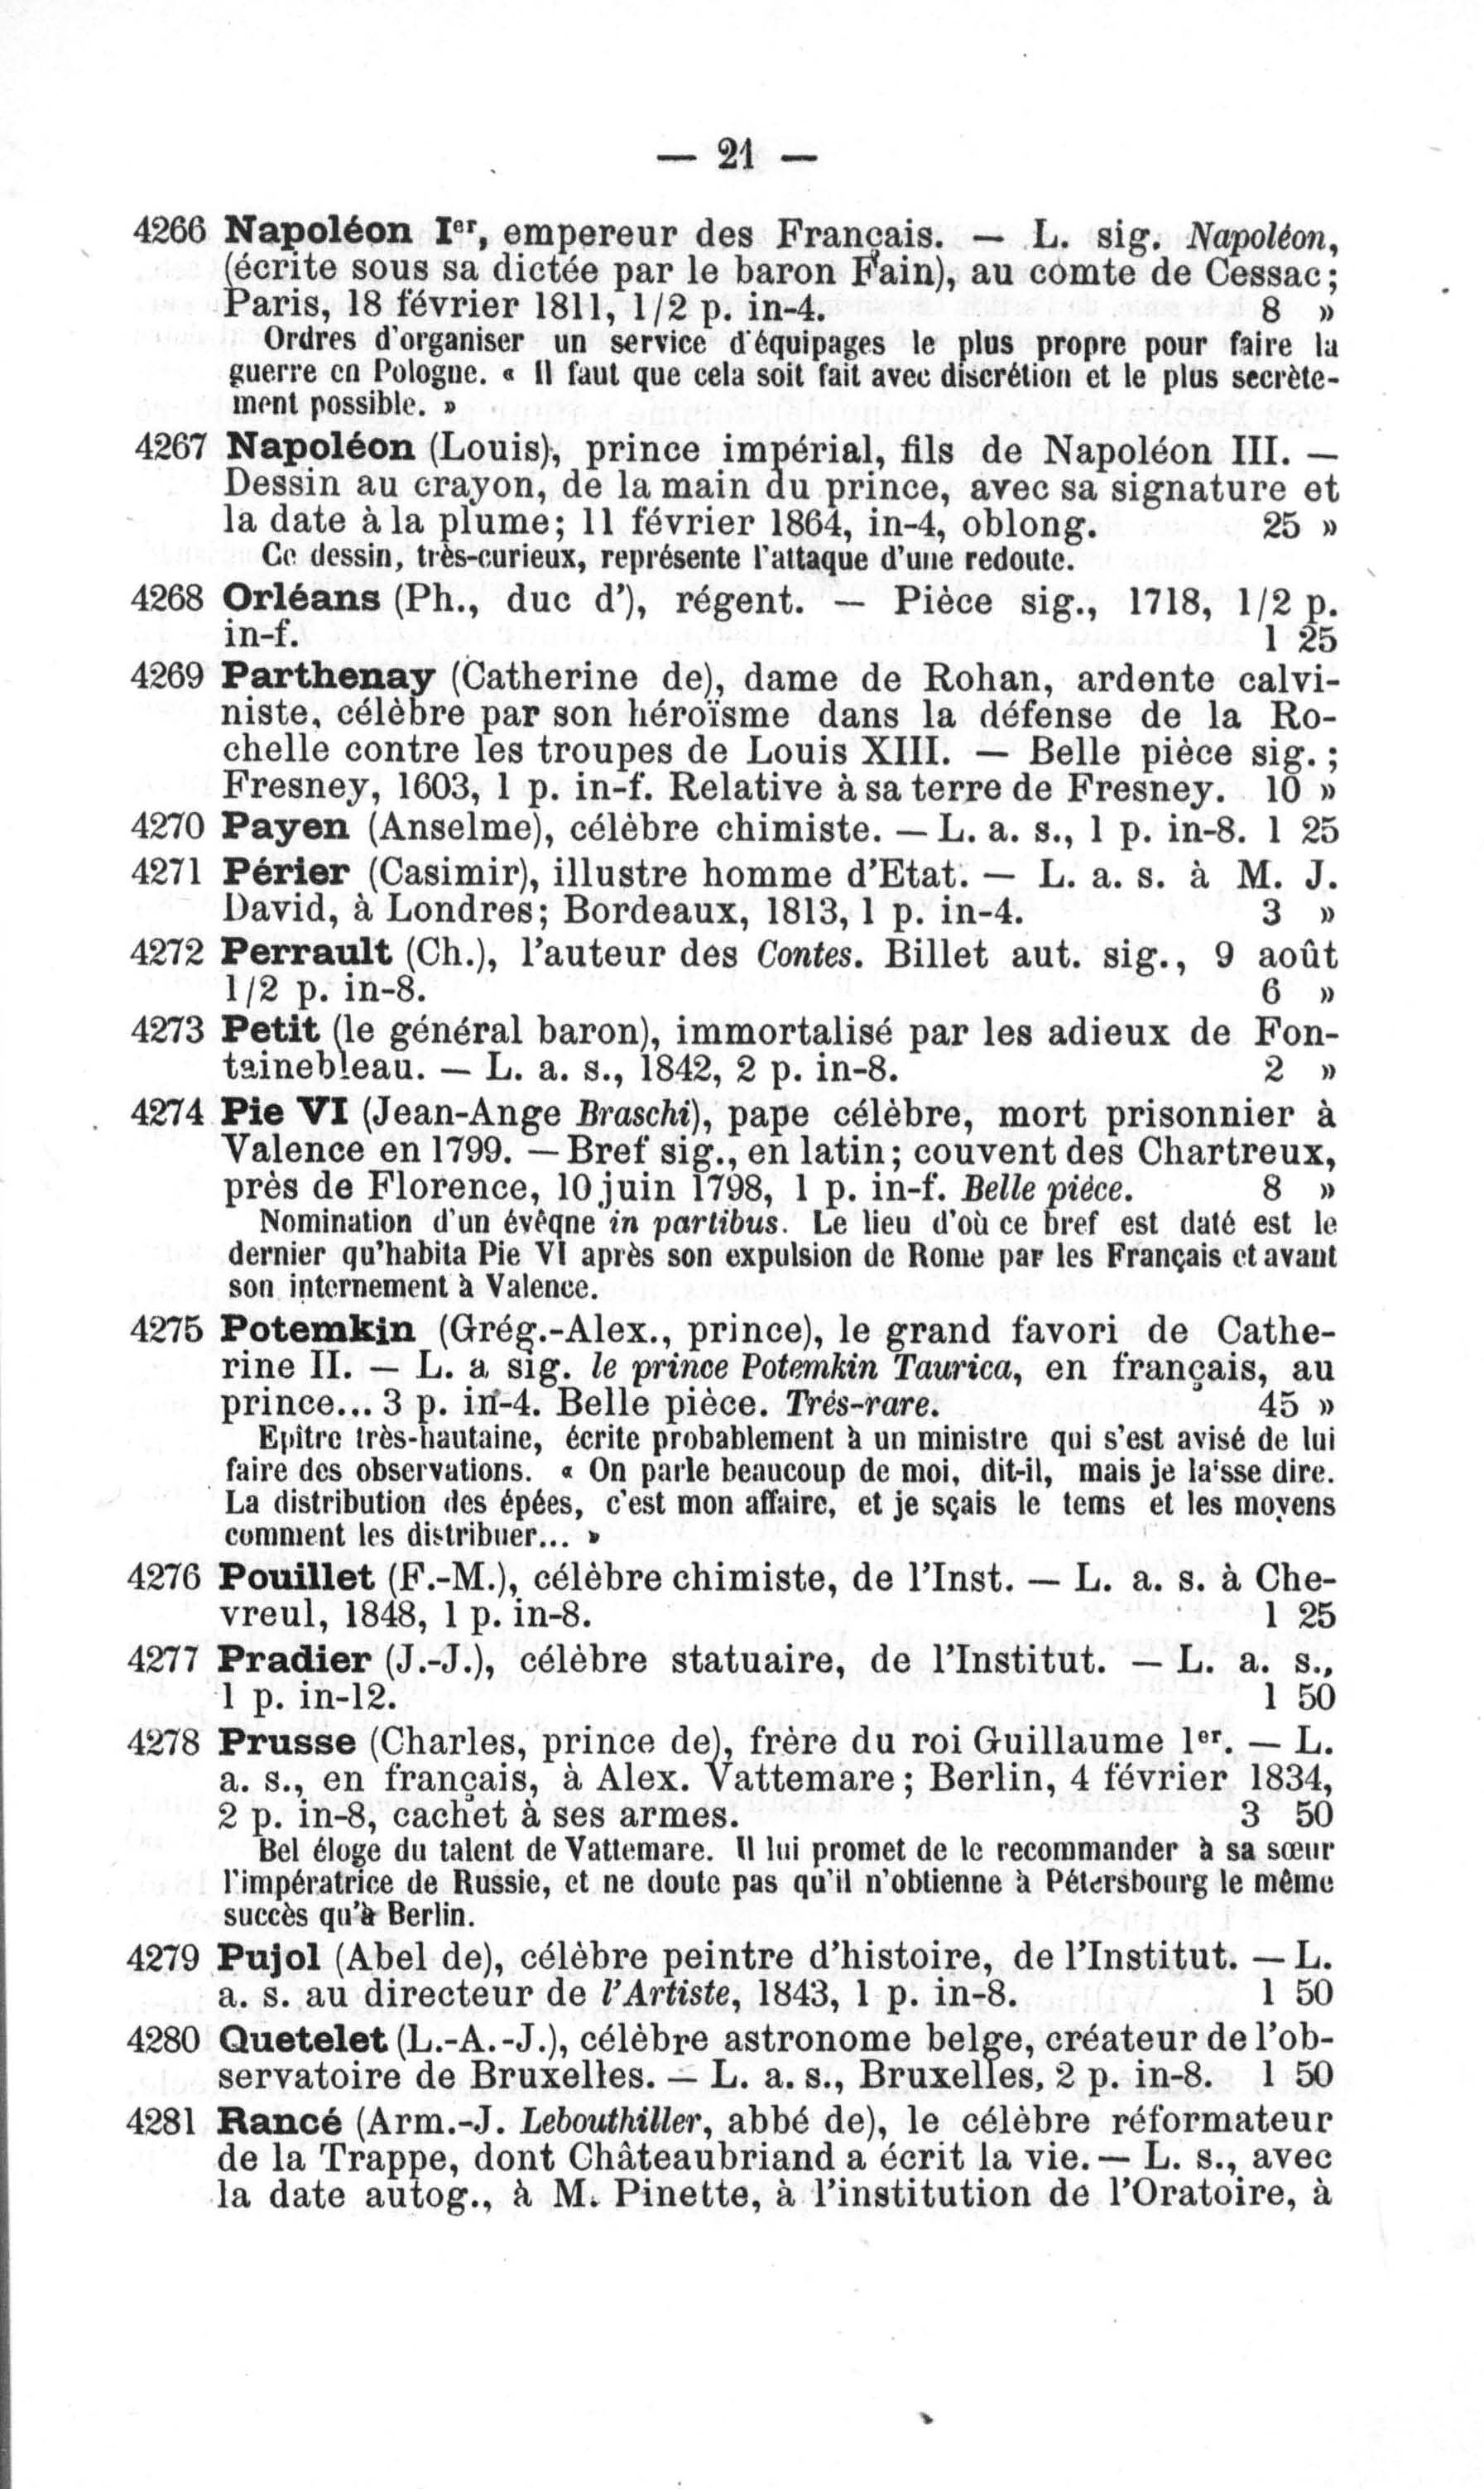 — 21 —
4266 Napoléon Ier, empereur des Français. — L. sig. Napoléon,
(écrite sous sa dictée par le baron Fain), au comte de Cessac;
Paris, 18 février 1811, 1/2 p. in-4. 8 »
Ordres d'organiser un service d'équipages le plus propre pour faire la
guerre en Pologne. « Il faut que cela soit fait avec discrétion et le plus secrète-
ment possible. »
4267 Napoléon (Louis), prince impérial, fils de Napoléon III. —
Dessin au crayon, de la main du prince, avec sa signature et
la date à la plume; 11 février 1864, in-4, oblong. 25 »
Ce dessin, très-curieux, représente l'attaque d'une redoute.
4268 Orléans (Ph., duc d'), régent. — Pièce sig., 1718, 1/2 p.
in-f. 1 25
4269 Parthenay (Catherine de), dame de Rohan, ardente calvi-
niste, célèbre par son héroïsme dans la défense de la Ro-
chelle contre les troupes de Louis XIII. — Belle pièce sig.;
Fresney, 1603, 1 p. in-f. Relative à sa terre de Fresney. 10 »
4270 Payen (Anselme), célèbre chimiste. — L. a. s., 1 p. in-8. 1 25
4271 Périer (Casimir), illustre homme d'Etat. — L. a. s. à M. J.
David, à Londres; Bordeaux, 1813, 1 p. in-4. 3 »
4272 Perrault (Ch.), l'auteur des Contes. Billet aut. sig., 9 août
1/2 p. in-8. 6 »
4273 Petit (le général baron), immortalisé par les adieux de Fon-
tainebleau. — L. a. s., 1842, 2 p. in-8. 2 »
4274 Pie VI (Jean-Ange Braschi), pape célèbre, mort prisonnier à
Valence en 1799. — Bref sig., en latin; couvent des Chartreux,
près de Florence, 10 juin 1798, 1 p. in-f. Belle pièce. 8 »
Nomination d'un évêqne in partibus. Le lieu d'où ce bref est daté est le
dernier qu'habita Pie VI après son expulsion de Rome par les Français et avant
son internement à Valence.
4275 Potemkin (Grég.-Alex., prince), le grand favori de Cathe-
rine II. — L. a sig. le prince Potemkin Taurica, en français, au
prince... 3 p. in-4. Belle pièce. Très-rare. 45 »
Epître très-hautaine, écrite probablement à un ministre qui s'est avisé de lui
faire des observations. « On parle beaucoup de moi, dit-il, mais je laisse dire.
La distribution des épées, c'est mon affaire, et je sçais le tems et les moyens
comment les distribuer... »
4276 Pouillet (F.-M.), célèbre chimiste, de l'Inst. — L. a. s. à Che-
vreul, 1848, 1 p. in-8. 1 25
4277 Pradier (J.-J.), célèbre statuaire, de l'Institut. — L. a. s.,
1 p. in-12. 1 50
4278 Prusse (Charles, prince de), frère du roi Guillaume 1er. — L.
a. s., en français, à Alex. Vattemare; Berlin, 4 février 1834,
2 p. in-8, cachet à ses armes. 3 50
Bel éloge du talent de Vattemare. Il lui promet de le recommander à sa sœur
l'impératrice de Russie, et ne doute pas qu'il n'obtienne à Pétersbourg le même
succès qu'à Berlin.
4279 Pujol (Abel de), célèbre peintre d'histoire, de l'Institut. — L.
a. s. au directeur de l'Artiste, 1843, 1 p. in-8. 1 50
4280 Quetelet (L.-A.-J.), célèbre astronome belge, créateur de l'ob-
servatoire de Bruxelles. — L. a. s., Bruxelles, 2 p. in-8. 1 50
4281 Rancé (Arm.-J. Lebouthiller, abbé de), le célèbre réformateur
de la Trappe, dont Châteaubriand a écrit la vie. — L. s., avec
la date autog., à M. Pinette, à l'institution de l'Oratoire, à